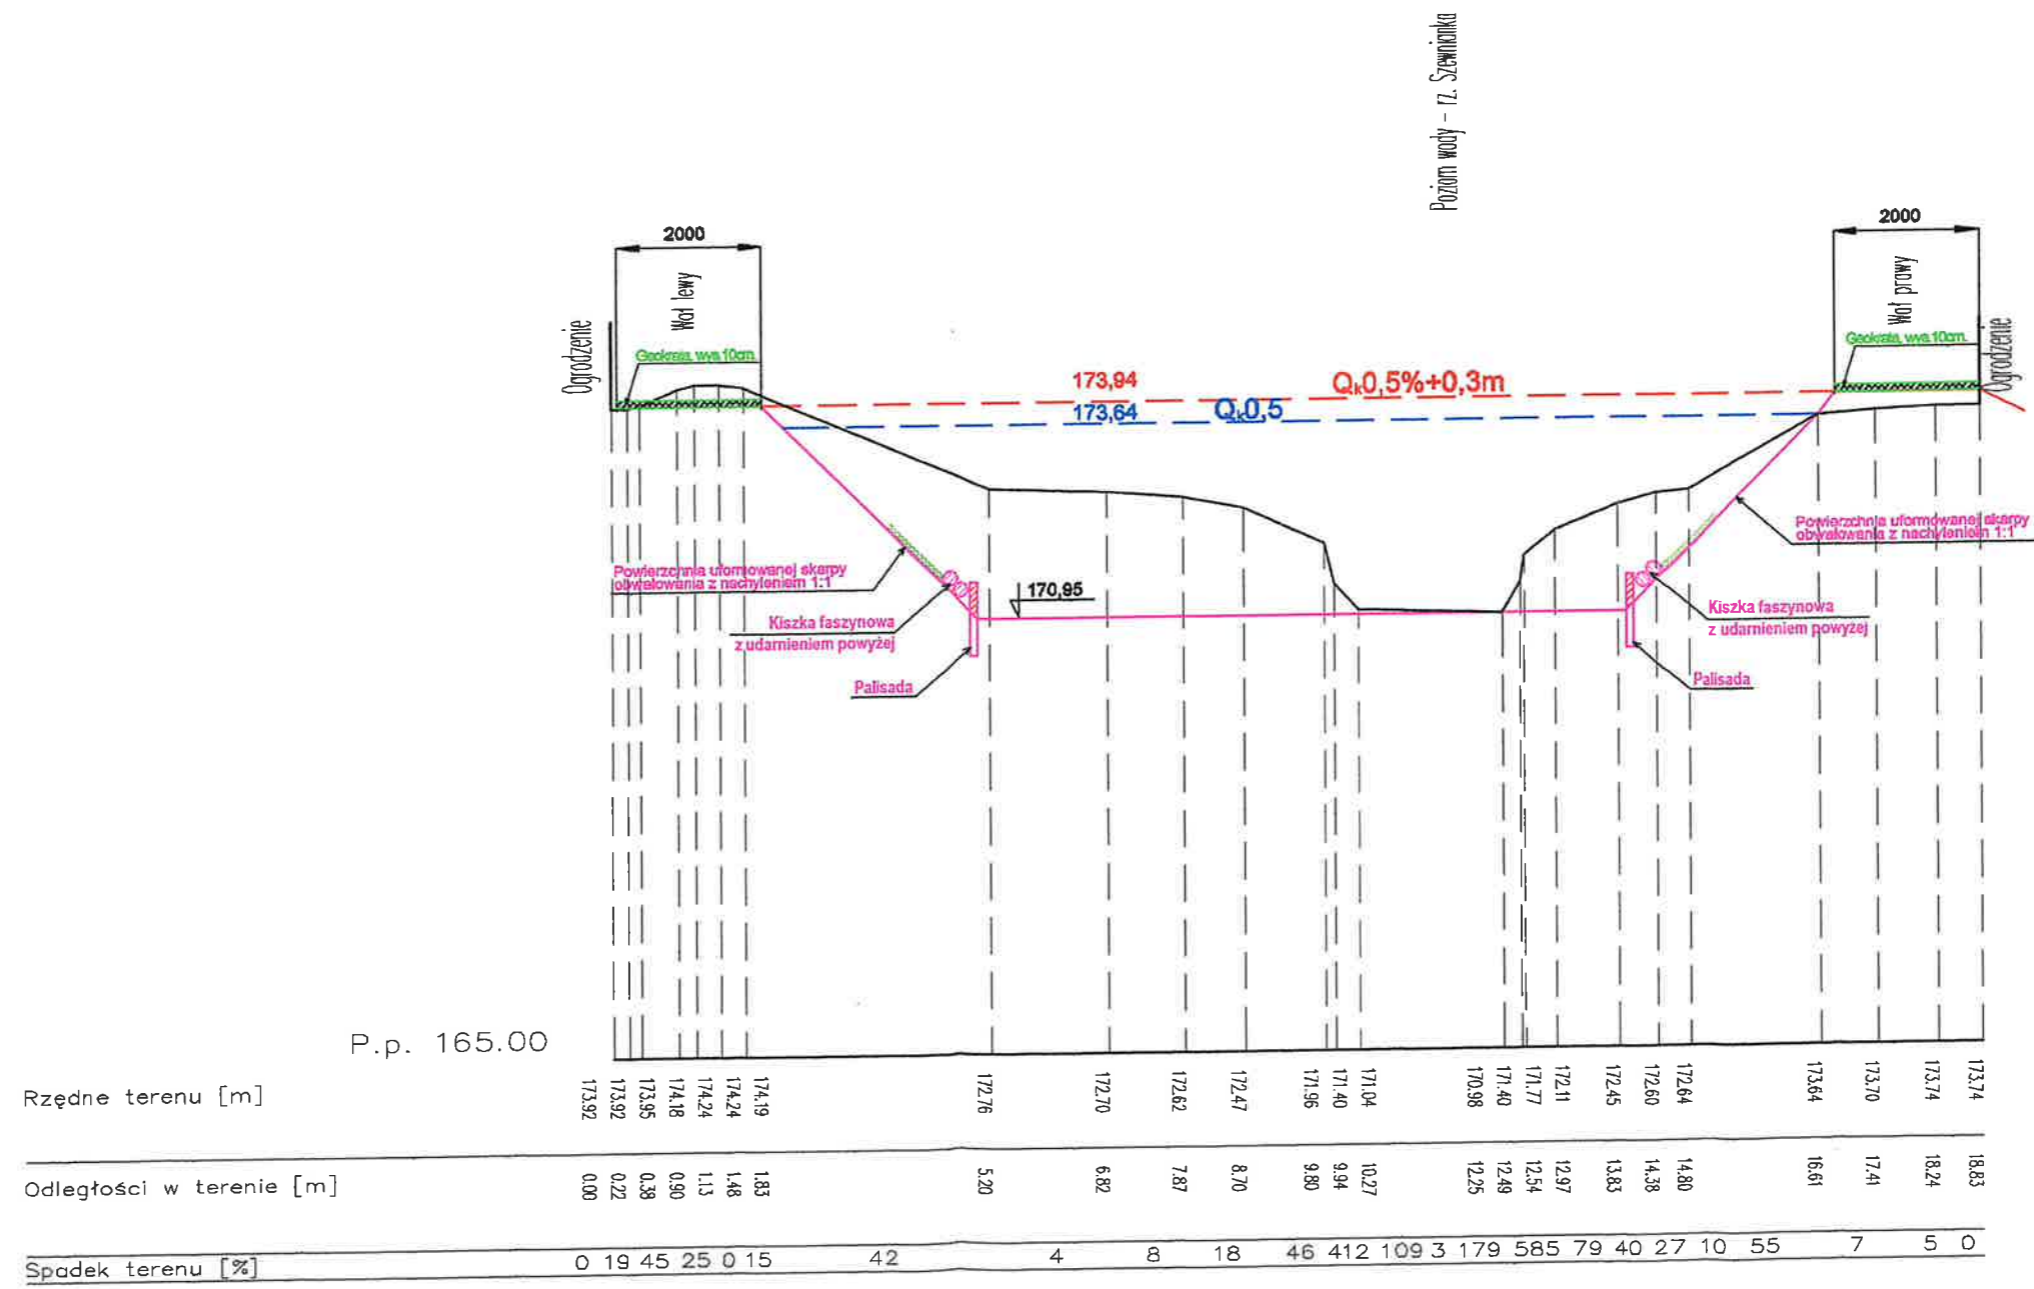 Poziom wody - rz. Szewnianka
2000
2000
Ogrodzenie
Wał lewy
Geokrata, wys 10cm.
173,94
Qk0,5%+0,3m
173,64
Qk0,5
Wał prawy
Geokrata, wys 10cm.
Ogrodzenie
Powierzchnia uformowanej skarpy
obwałowania z nachyleniem 1:1
Powierzchnia uformowanej skarpy
obwałowania z nachyleniem 1:1
170,95
Kiszka faszynowa
z udarnieniem powyżej
Palisada
Kiszka faszynowa
z udarnieniem powyżej
Palisada
P.p. 165.00
Rzędne terenu [m] 173.92 173.92 173.95 174.18 174.24 174.24 174.19 172.76 172.70 172.62 172.47 171.96 171.40 171.04 170.98 171.40 171.77 172.11 172.45 172.60 172.64 173.64 173.70 173.74 173.74
Odległości w terenie [m] 0.00 0.22 0.38 0.90 1.13 1.48 1.83 5.20 6.82 7.87 8.70 9.80 9.94 10.27 12.25 12.49 12.54 12.97 13.83 14.38 14.80 16.61 17.41 18.24 18.83
Spadek terenu [%] 0 19 45 25 0 15 42 4 8 18 46 412 109 3 179 585 79 40 27 10 55 7 5 0